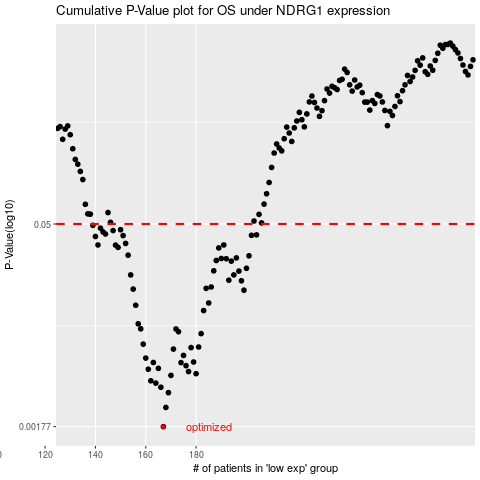 Cumulative P-Value plot for OS under NDRG1 expression
P-Value(log10)
0.05
0.00177
optimized
0 120 140 160 180
# of patients in 'low exp' group